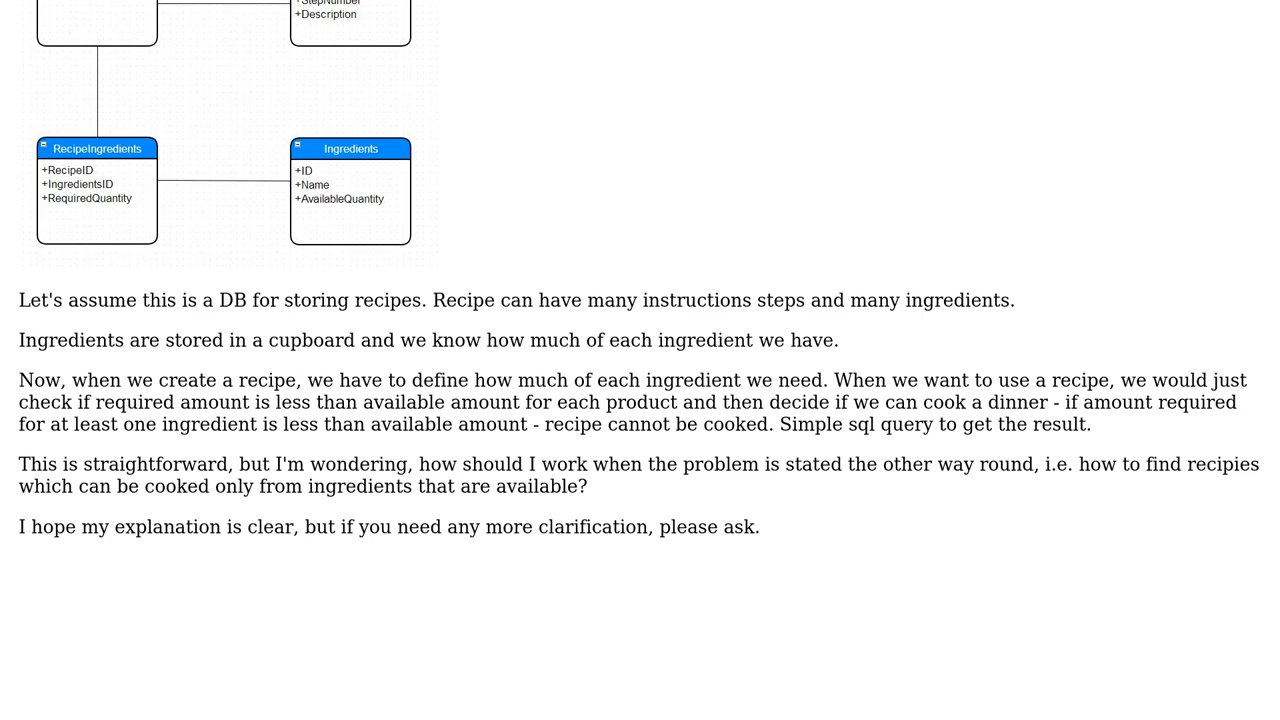 +StepNumber
+Description
RecipeIngredients
+RecipeID
+IngredientsID
+RequiredQuantity
Ingredients
+ID
+Name
+AvailableQuantity
Let's assume this is a DB for storing recipes. Recipe can have many instructions steps and many ingredients.
Ingredients are stored in a cupboard and we know how much of each ingredient we have.
Now, when we create a recipe, we have to define how much of each ingredient we need. When we want to use a recipe, we would just
check if required amount is less than available amount for each product and then decide if we can cook a dinner - if amount required
for at least one ingredient is less than available amount - recipe cannot be cooked. Simple sql query to get the result.
This is straightforward, but I'm wondering, how should I work when the problem is stated the other way round, i.e. how to find recipies
which can be cooked only from ingredients that are available?
I hope my explanation is clear, but if you need any more clarification, please ask.